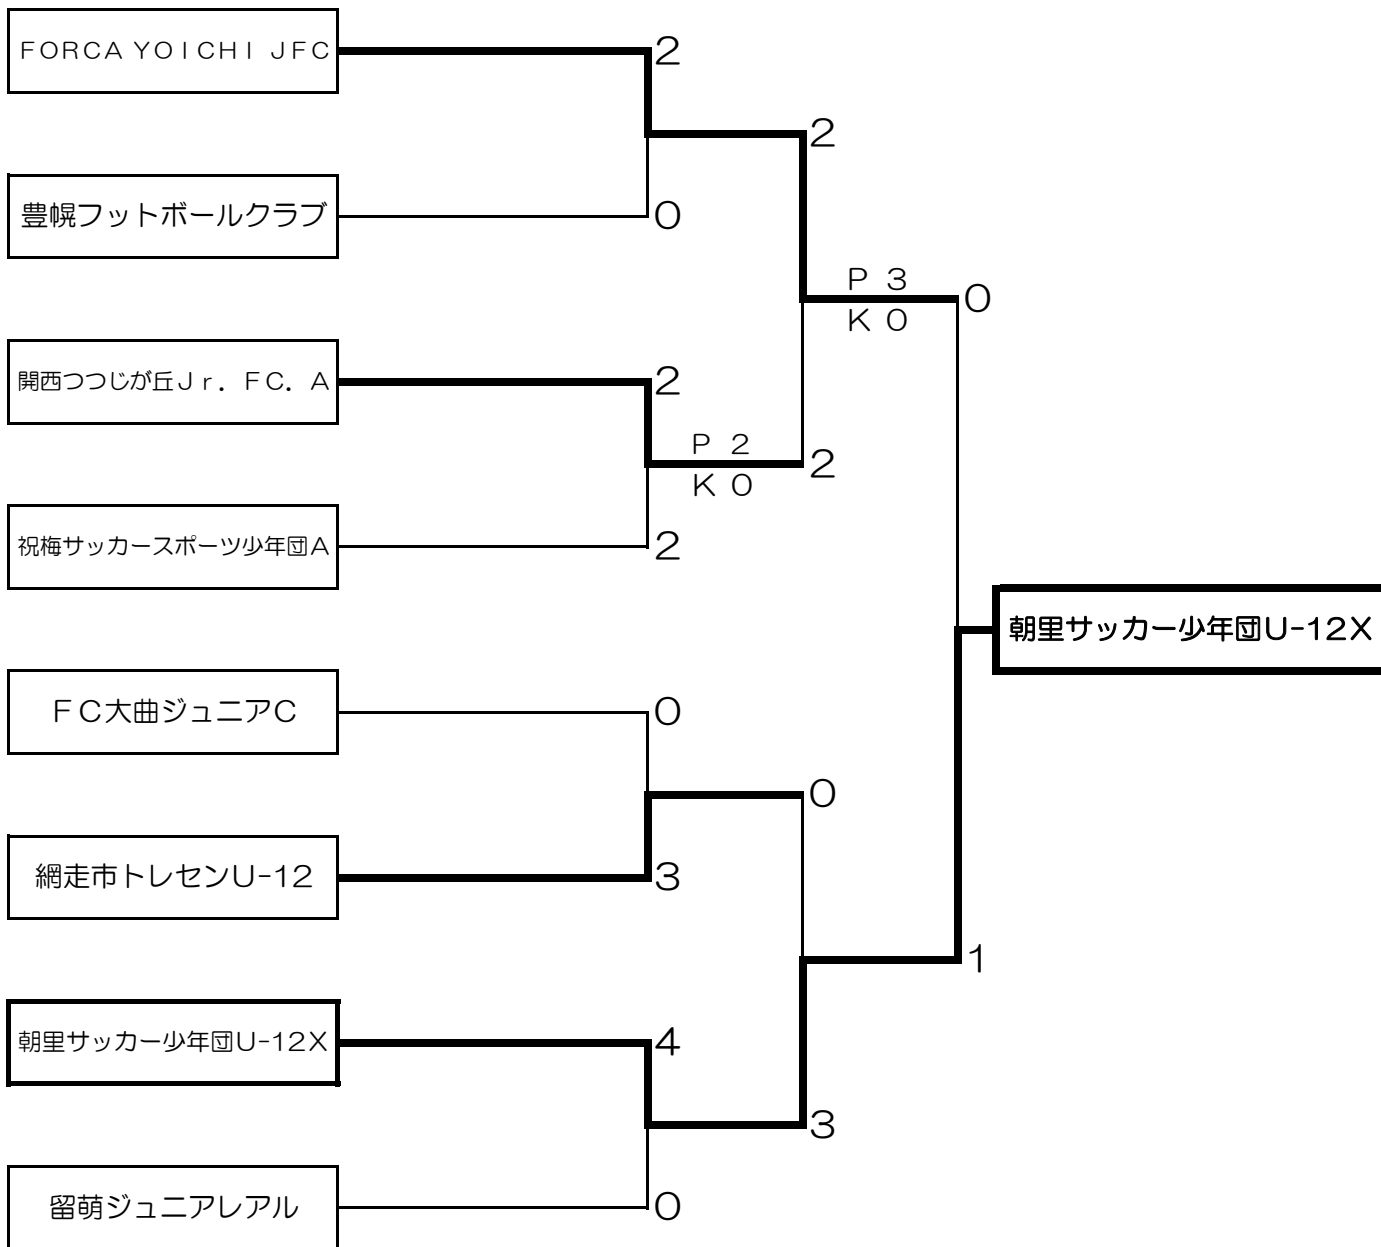 ＦＯＲＣＡ ＹＯＩＣＨＩ ＪＦＣ
2
2
豊幌フットボールクラブ
0
Ｐ 3
0
Ｋ 0
開西つつじが丘Ｊｒ．ＦＣ．Ａ
2
Ｐ 2
2
Ｋ 0
祝梅サッカースポーツ少年団Ａ
2
朝里サッカー少年団U-12X
ＦＣ大曲ジュニアＣ
0
0
網走市トレセンU-12
3
1
朝里サッカー少年団U-12X
4
3
留萌ジュニアレアル
0